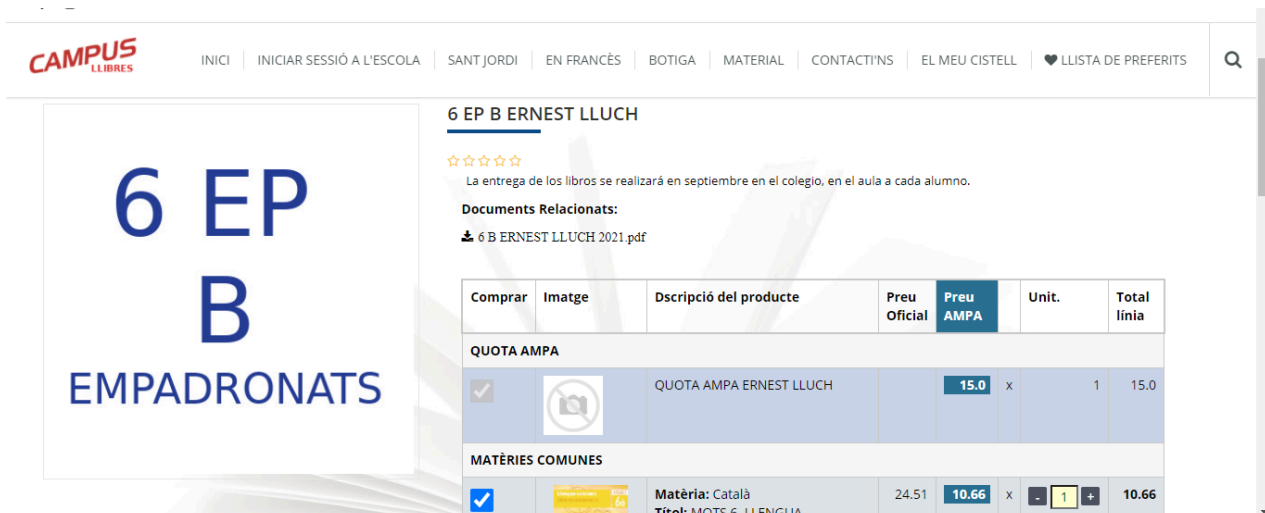 CAMPUS
LLIBRES
INICI
INICIAR SESSIÓ A L'ESCOLA
SANT JORDI
EN FRANCÈS
BOTIGA
MATERIAL
CONTACTI'NS
EL MEU CISTELL
LLISTA DE PREFERITS
6 EP
B
EMPADRONATS
6 EP B ERNEST LLUCH
La entrega de los libros se realizará en septiembre en el colegio, en el aula a cada alumno.
Documents Relacionats:
6 B ERNEST LLUCH 2021.pdf
Comprar Imatge Dscripció del producte Preu Oficial Preu AMPA Unit. Total línia
QUOTA AMPA
QUOTA AMPA ERNEST LLUCH 15.0 x 1 15.0
MATÈRIES COMUNES
Matèria: Català 24.51 10.66 x - 1 + 10.66
Títol: MOTS 6. LLENGUA